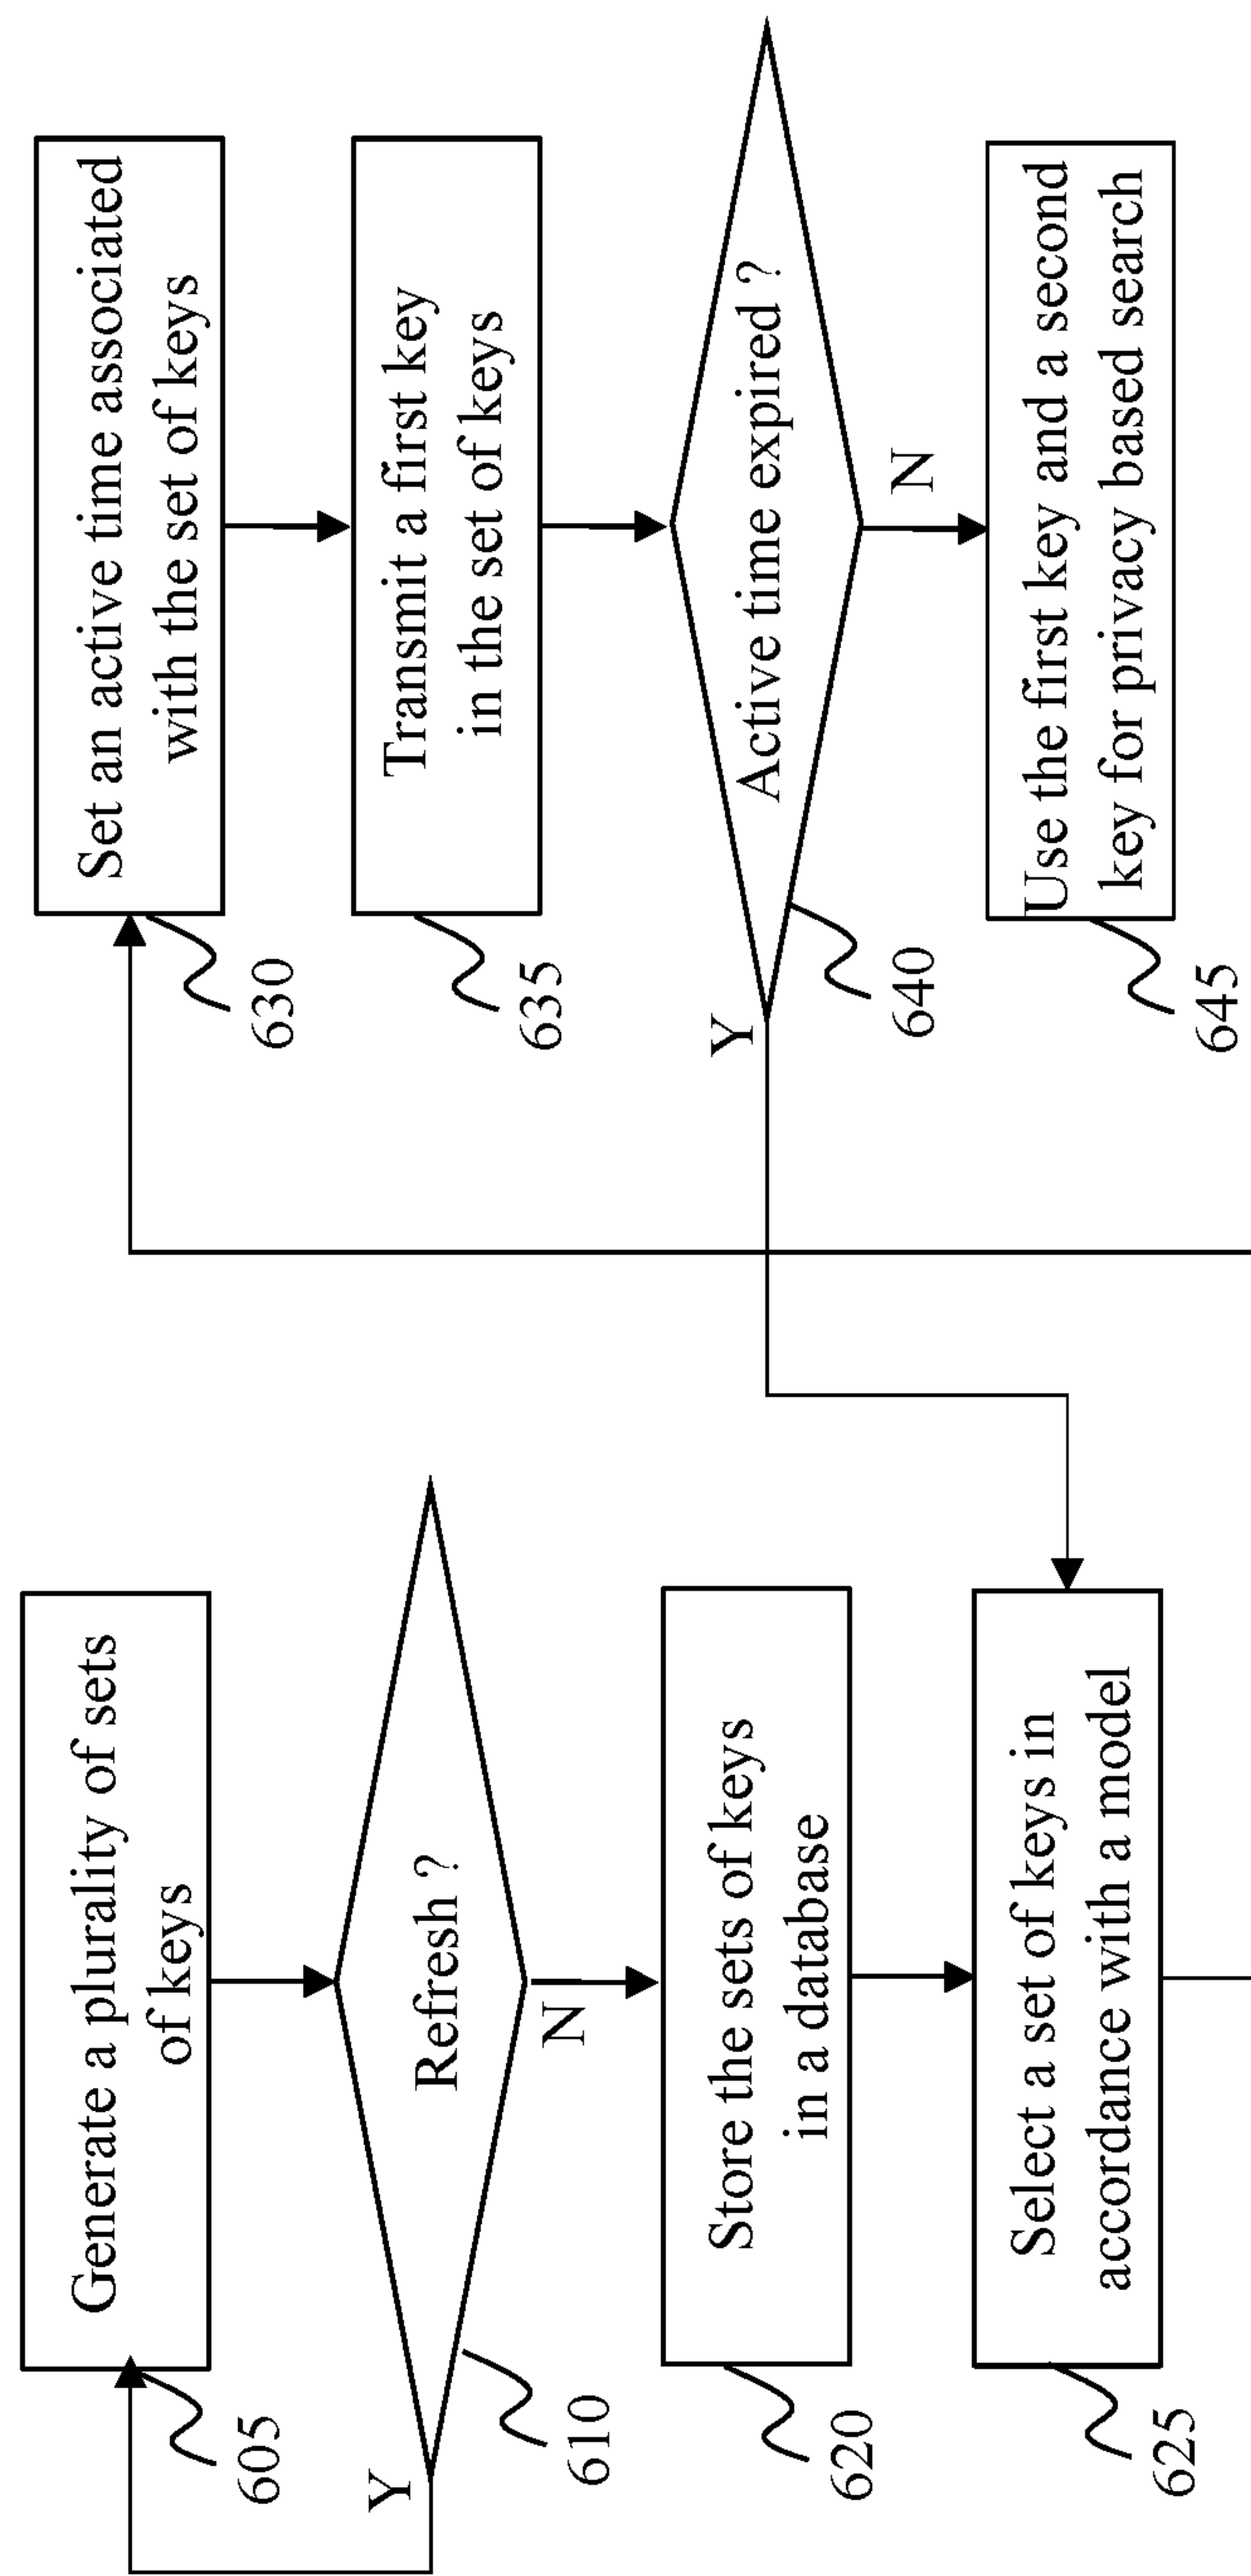 Generate a plurality of sets
of keys
605
Refresh ?
Y
N
610
Store the sets of keys
in a database
620
Select a set of keys in
accordance with a model
625
Set an active time associated
with the set of keys
630
Transmit a first key
in the set of keys
635
Active time expired ?
Y
N
640
Use the first key and a second
key for privacy based search
645